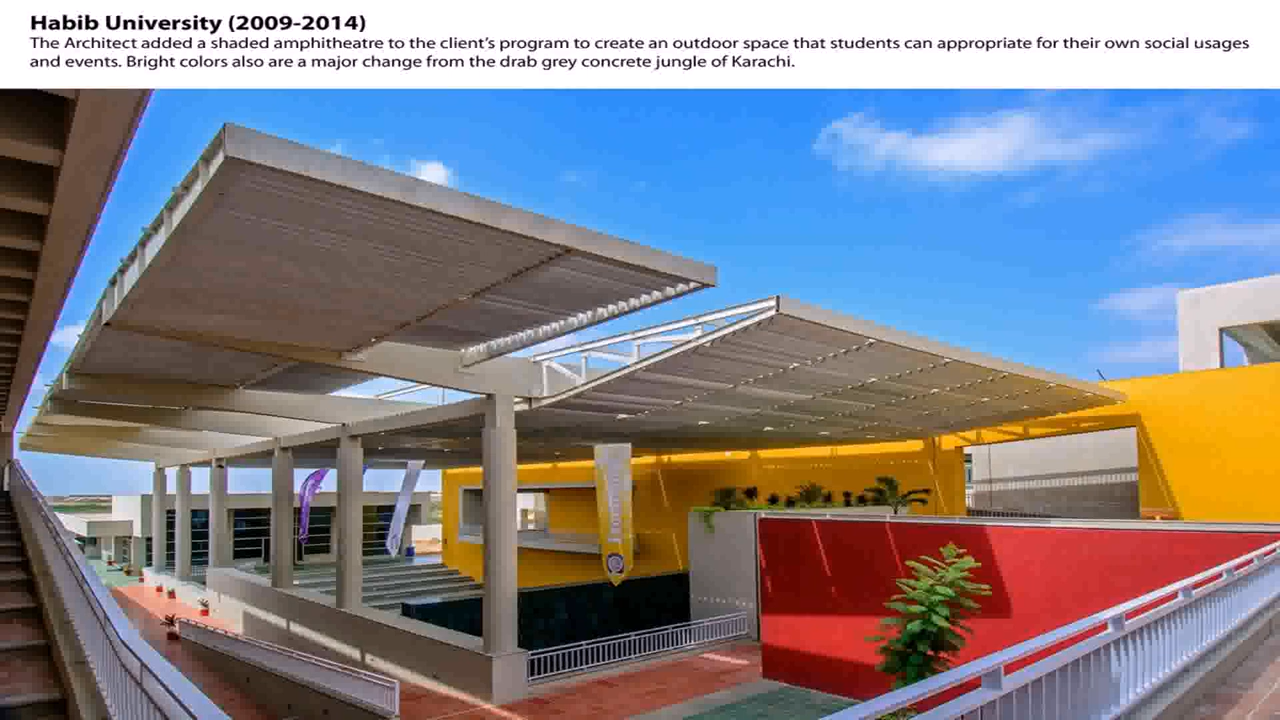 Habib University (2009-2014)
The Architect added a shaded amphitheatre to the client's program to create an outdoor space that students can appropriate for their own social usages
and events. Bright colors also are a major change from the drab grey concrete jungle of Karachi.